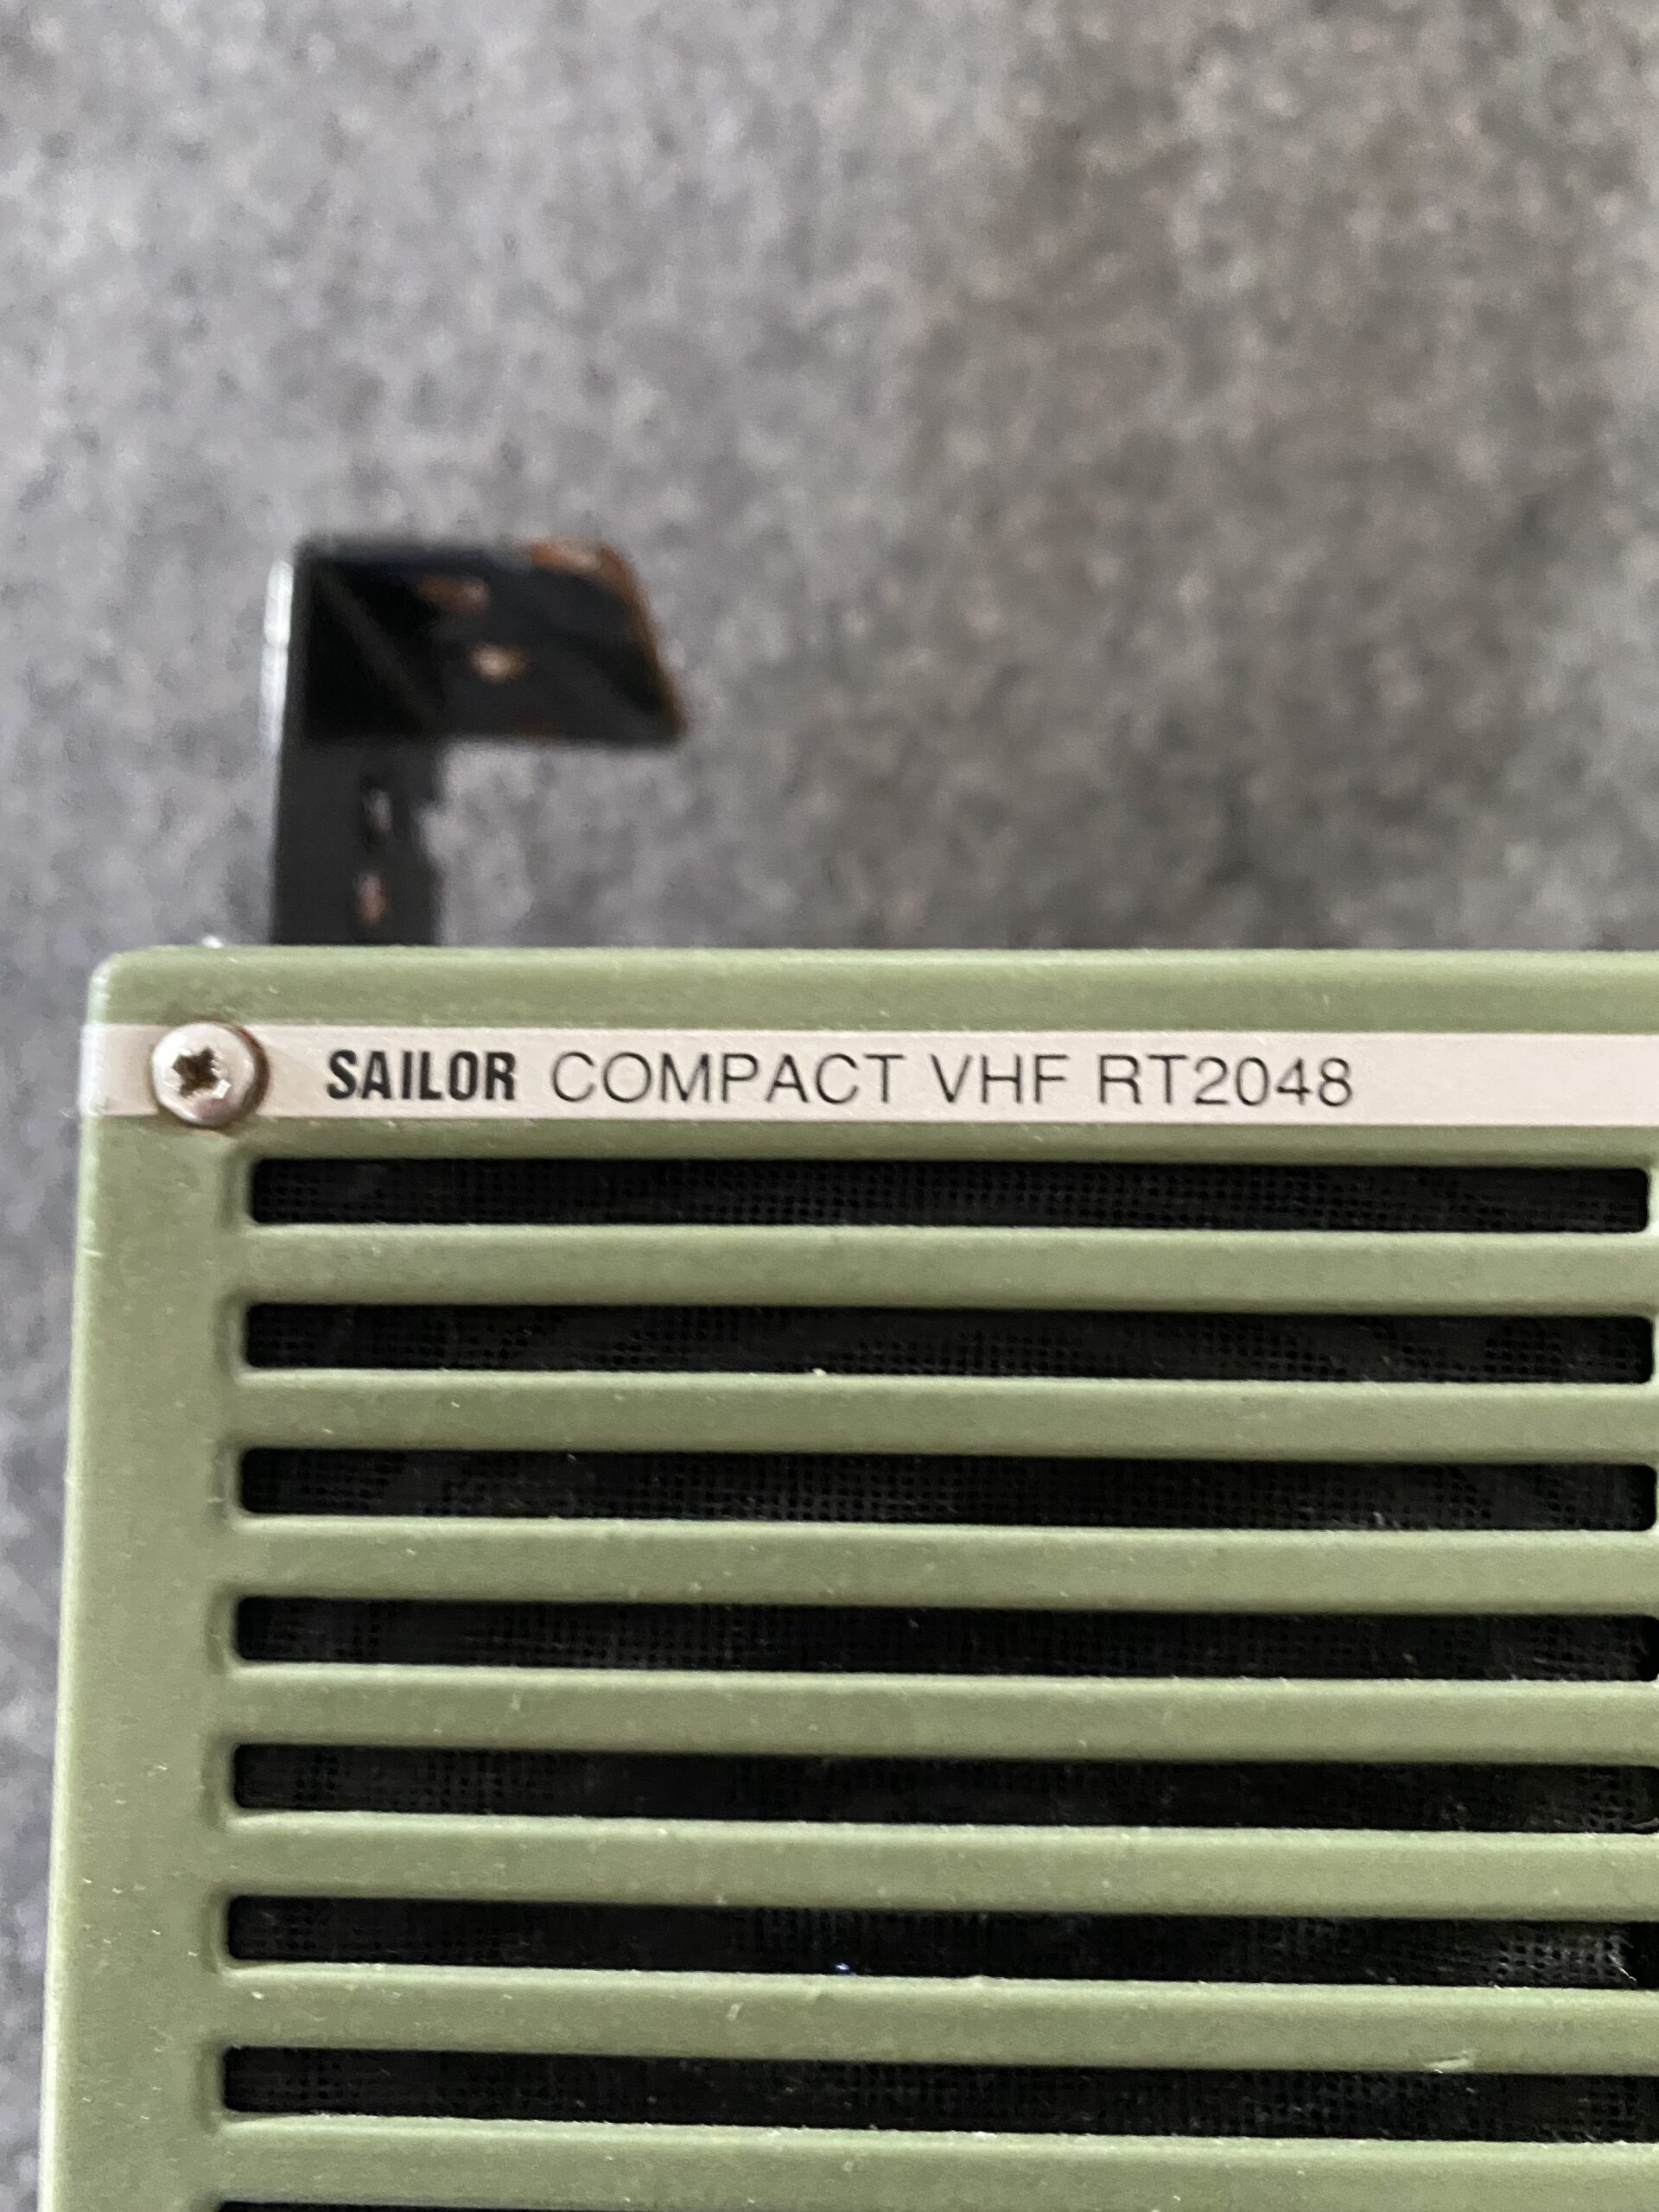 SAILOR COMPACT VHF RT2048